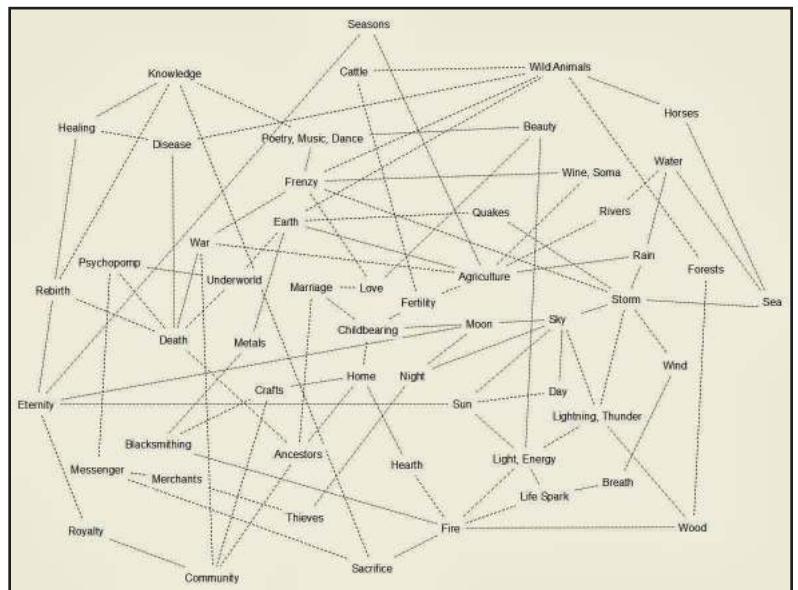 Seasons
Wild Animals
Cattle
Knowledge
Horses
Healing
Beauty
Poetry, Music, Dance
Disease
Water
Wine, Soma
Frenzy
Quakes
Rivers
Earth
War
Rain
Psychopomp
Forests
Agriculture
Underworld
Marriage
Love
Rebirth
Storm
Sea
Fertility
Sky
Moon
Childbearing
Death
Metals
Wind
Home
Night
Crafts
Day
Eternity
Sun
Lightning, Thunder
Blacksmithing
Ancestors
Light, Energy
Hearth
Messenger
Merchants
Breath
Life Spark
Thieves
Fire
Wood
Royalty
Sacrifice
Community